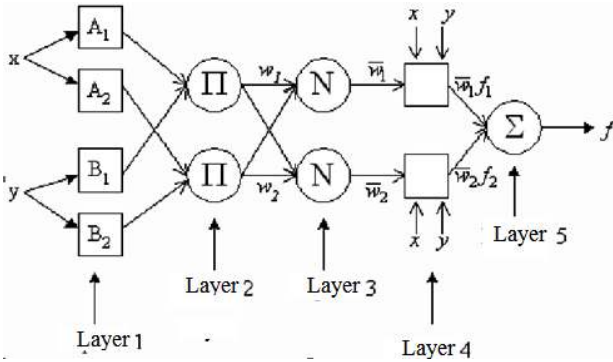 x y
A₁
A₂
B₁
B₂
x
y
Π
Π
w₁
w₂
N
N
w̅₁
w̅₂
x y
w̅₁f₁
w̅₂f₂
Σ
f
Layer 1
Layer 2
Layer 3
Layer 4
Layer 5